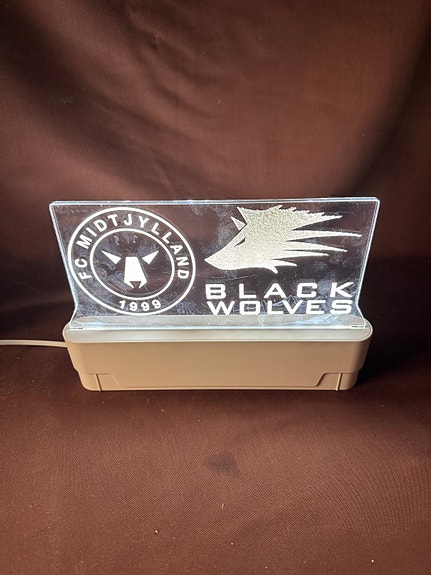 FC MIDTJYLLAND
1999
BLACK
WOLVES